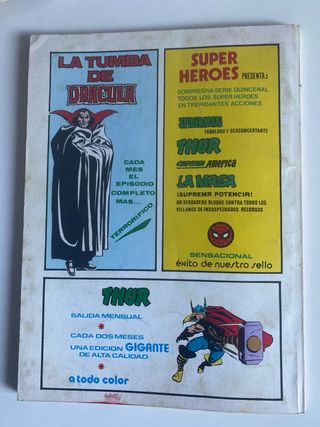 LA TUMBA
DE
DRACULA
CADA
MES
EL
EPISODIO
COMPLETO
MAS...
TERRORIFICO
SUPER
HEROES
PRESENTA:
SORPRESIVA SERIE QUINCENAL
TODOS LOS SUPER HEROES
EN TREPIDANTES ACCIONES.
SPIDERMAN
FABULOSO Y DESCONCERTANTE
THOR
CAPITAN America
LA MASA
¡SUPREMA POTENCIA!
UN VERDADERO BLOQUE CONTRA TODOS LOS
VILLANOS DE INSOSPECHADOS RECURSOS
SENSACIONAL
éxito de nuestro sello
THOR
SALIDA MENSUAL
CADA DOS MESES
UNA EDICION GIGANTE
DE ALTA CALIDAD
a todo color